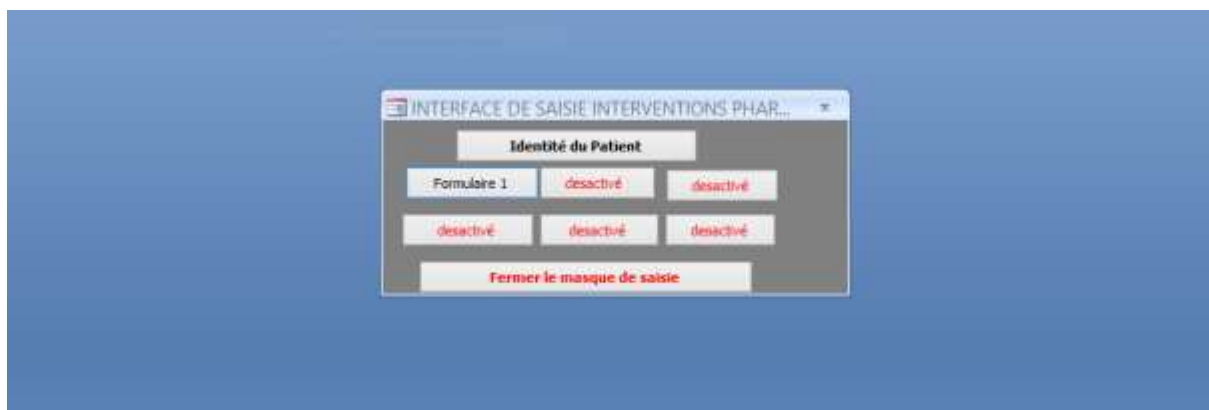 INTERFACE DE SAISIE INTERVENTIONS PHAR...
Identité du Patient
Formulaire 1 desactivé desactivé
desactivé desactivé desactivé
Fermer le masque de saisie